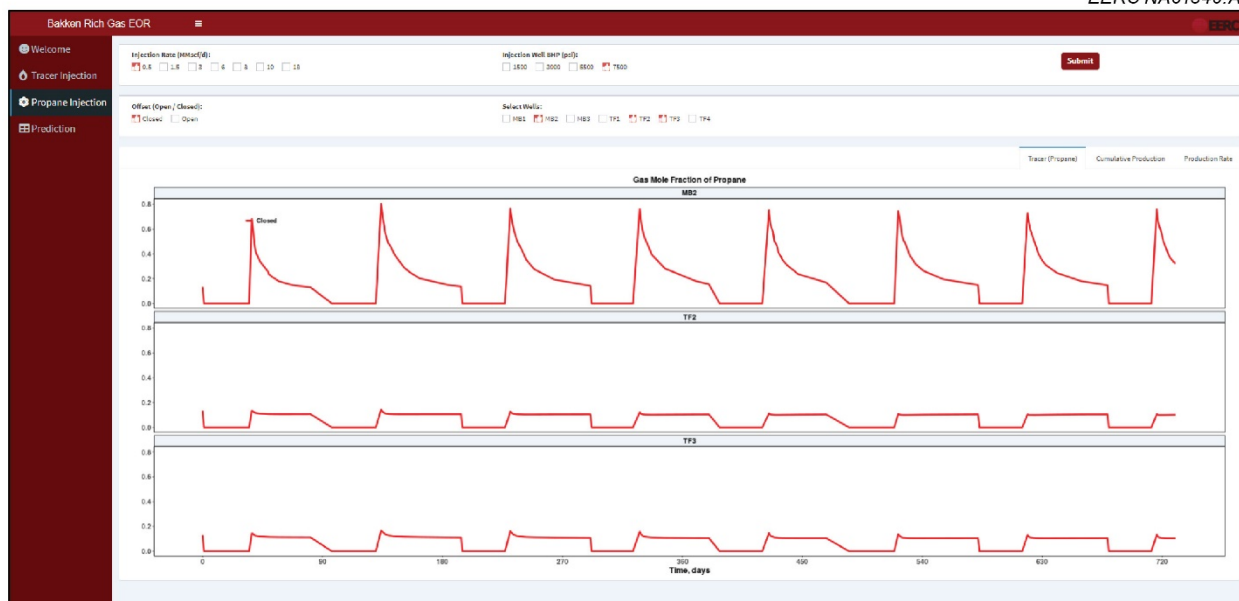 Bakken Rich Gas EOR
EERC
Welcome
Tracer Injection
Propane Injection
Prediction
Injection Rate (MMscf/d):
0.5 1.5 3 6 8 10 15
Injection Well BHP (psi):
1500 3000 6500 7500
Submit
Offset (Open / Closed):
Closed Open
Select Wells:
MB1 MB2 MB3 TF1 TF2 TF3 TF4
Tracer (Propane) Cumulative Production Production Rate
Gas Mole Fraction of Propane
MB2
Closed
0.8
0.6
0.4
0.2
0.0
TF2
0.8
0.6
0.4
0.2
0.0
TF3
0.8
0.6
0.4
0.2
0.0
0 90 180 270 360 450 540 630 720
Time, days